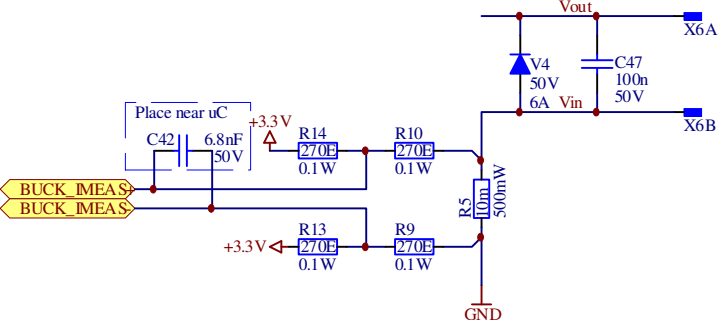 Vout
X6A
V4
50V
6A
C47
100n
50V
Vin
X6B
Place near uC
C42
6.8nF
50V
+3.3V
R14
270E
0.1W
R10
270E
0.1W
BUCK_IMEAS+
BUCK_IMEAS-
R5
10m
500mW
+3.3V
R13
270E
0.1W
R9
270E
0.1W
GND